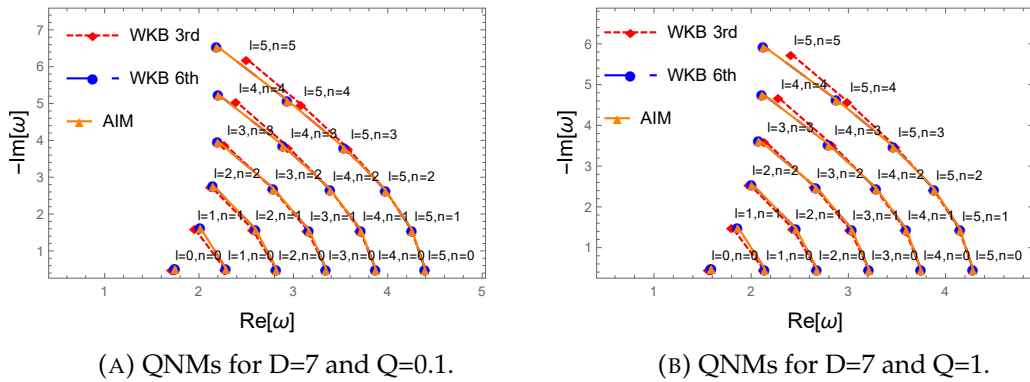 WKB 3rd
WKB 6th
AIM
l=5,n=5
l=4,n=4
l=5,n=4
l=3,n=3
l=4,n=3
l=5,n=3
l=2,n=2
l=3,n=2
l=4,n=2
l=5,n=2
l=1,n=1
l=2,n=1
l=3,n=1
l=4,n=1
l=5,n=1
l=0,n=0
l=1,n=0
l=2,n=0
l=3,n=0
l=4,n=0
l=5,n=0
7
6
5
4
3
2
1
-Im[ω]
1
2
3
4
5
Re[ω]
(A) QNMs for D=7 and Q=0.1.
WKB 3rd
WKB 6th
AIM
l=5,n=5
l=4,n=4
l=5,n=4
l=3,n=3
l=4,n=3
l=5,n=3
l=2,n=2
l=3,n=2
l=4,n=2
l=5,n=2
l=1,n=1
l=2,n=1
l=3,n=1
l=4,n=1
l=5,n=1
l=0,n=0
l=1,n=0
l=2,n=0
l=3,n=0
l=4,n=0
l=5,n=0
6
5
4
3
2
1
-Im[ω]
1
2
3
4
Re[ω]
(B) QNMs for D=7 and Q=1.